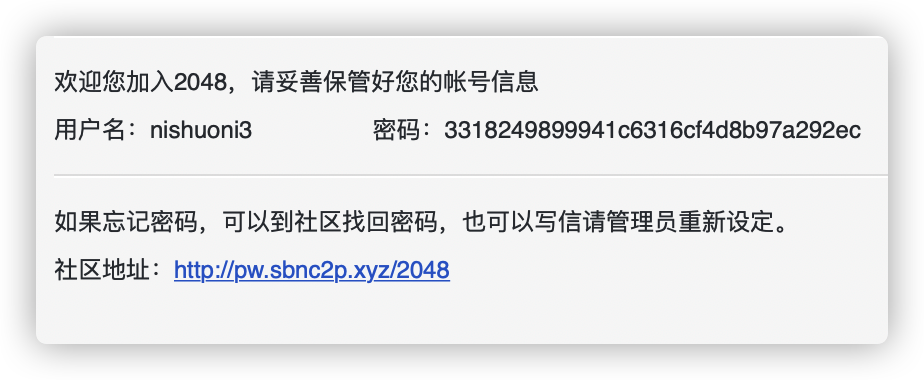 欢迎您加入2048，请妥善保管好您的帐号信息
用户名：nishuoni3 密码：3318249899941c6316cf4d8b97a292ec
如果忘记密码，可以到社区找回密码，也可以写信请管理员重新设定。
社区地址：http://pw.sbnc2p.xyz/2048